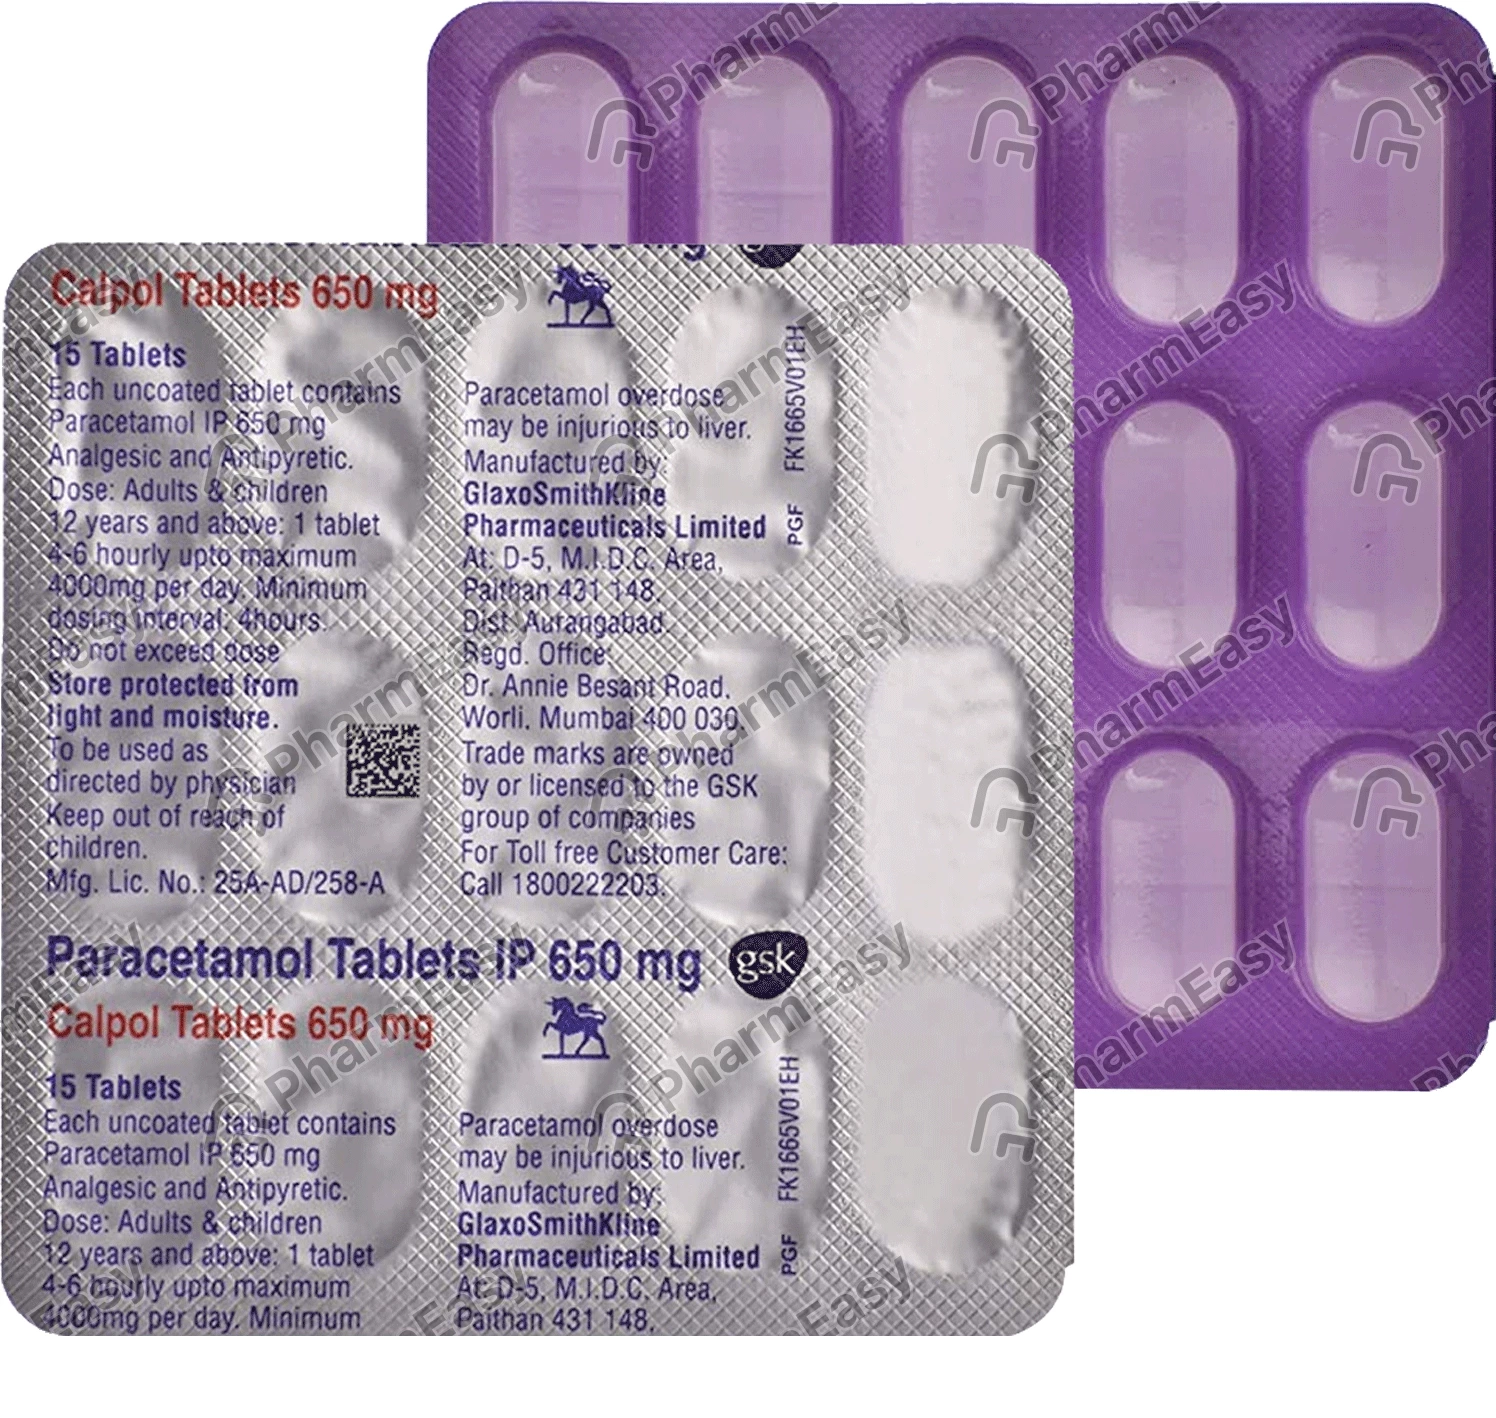 Calpol Tablets 650 mg
15 Tablets
Each uncoated tablet contains
Paracetamol IP 650 mg
Analgesic and Antipyretic.
Dose: Adults & children
12 years and above: 1 tablet
4-6 hourly upto maximum
4000mg per day. Minimum
dosing interval: 4hours.
Do not exceed dose
Store protected from
light and moisture.
To be used as
directed by physician
Keep out of reach of
children.
Mfg. Lic. No.: 25A-AD/258-A
Paracetamol overdose
may be injurious to liver.
Manufactured by:
GlaxoSmithKline
Pharmaceuticals Limited
At: D-5, M.I.D.C. Area,
Paithan 431 148.
Dist: Aurangabad.
Regd. Office:
Dr. Annie Besant Road,
Worli, Mumbai 400 030.
Trade marks are owned
by or licensed to the GSK
group of companies
For Toll free Customer Care:
Call 1800222203.
PGF FK1665V01EH
Paracetamol Tablets IP 650 mg
gsk
Calpol Tablets 650 mg
15 Tablets
Each uncoated tablet contains
Paracetamol IP 650 mg
Analgesic and Antipyretic.
Dose: Adults & children
12 years and above: 1 tablet
4-6 hourly upto maximum
4000mg per day. Minimum
Paracetamol overdose
may be injurious to liver.
Manufactured by:
GlaxoSmithKline
Pharmaceuticals Limited
At: D-5, M.I.D.C. Area,
Paithan 431 148.
PGF FK1665V01EH
PharmEasy
PharmEasy
PharmEasy
PharmEasy
PharmEasy
PharmEasy
PharmEasy
PharmEasy
PharmEasy